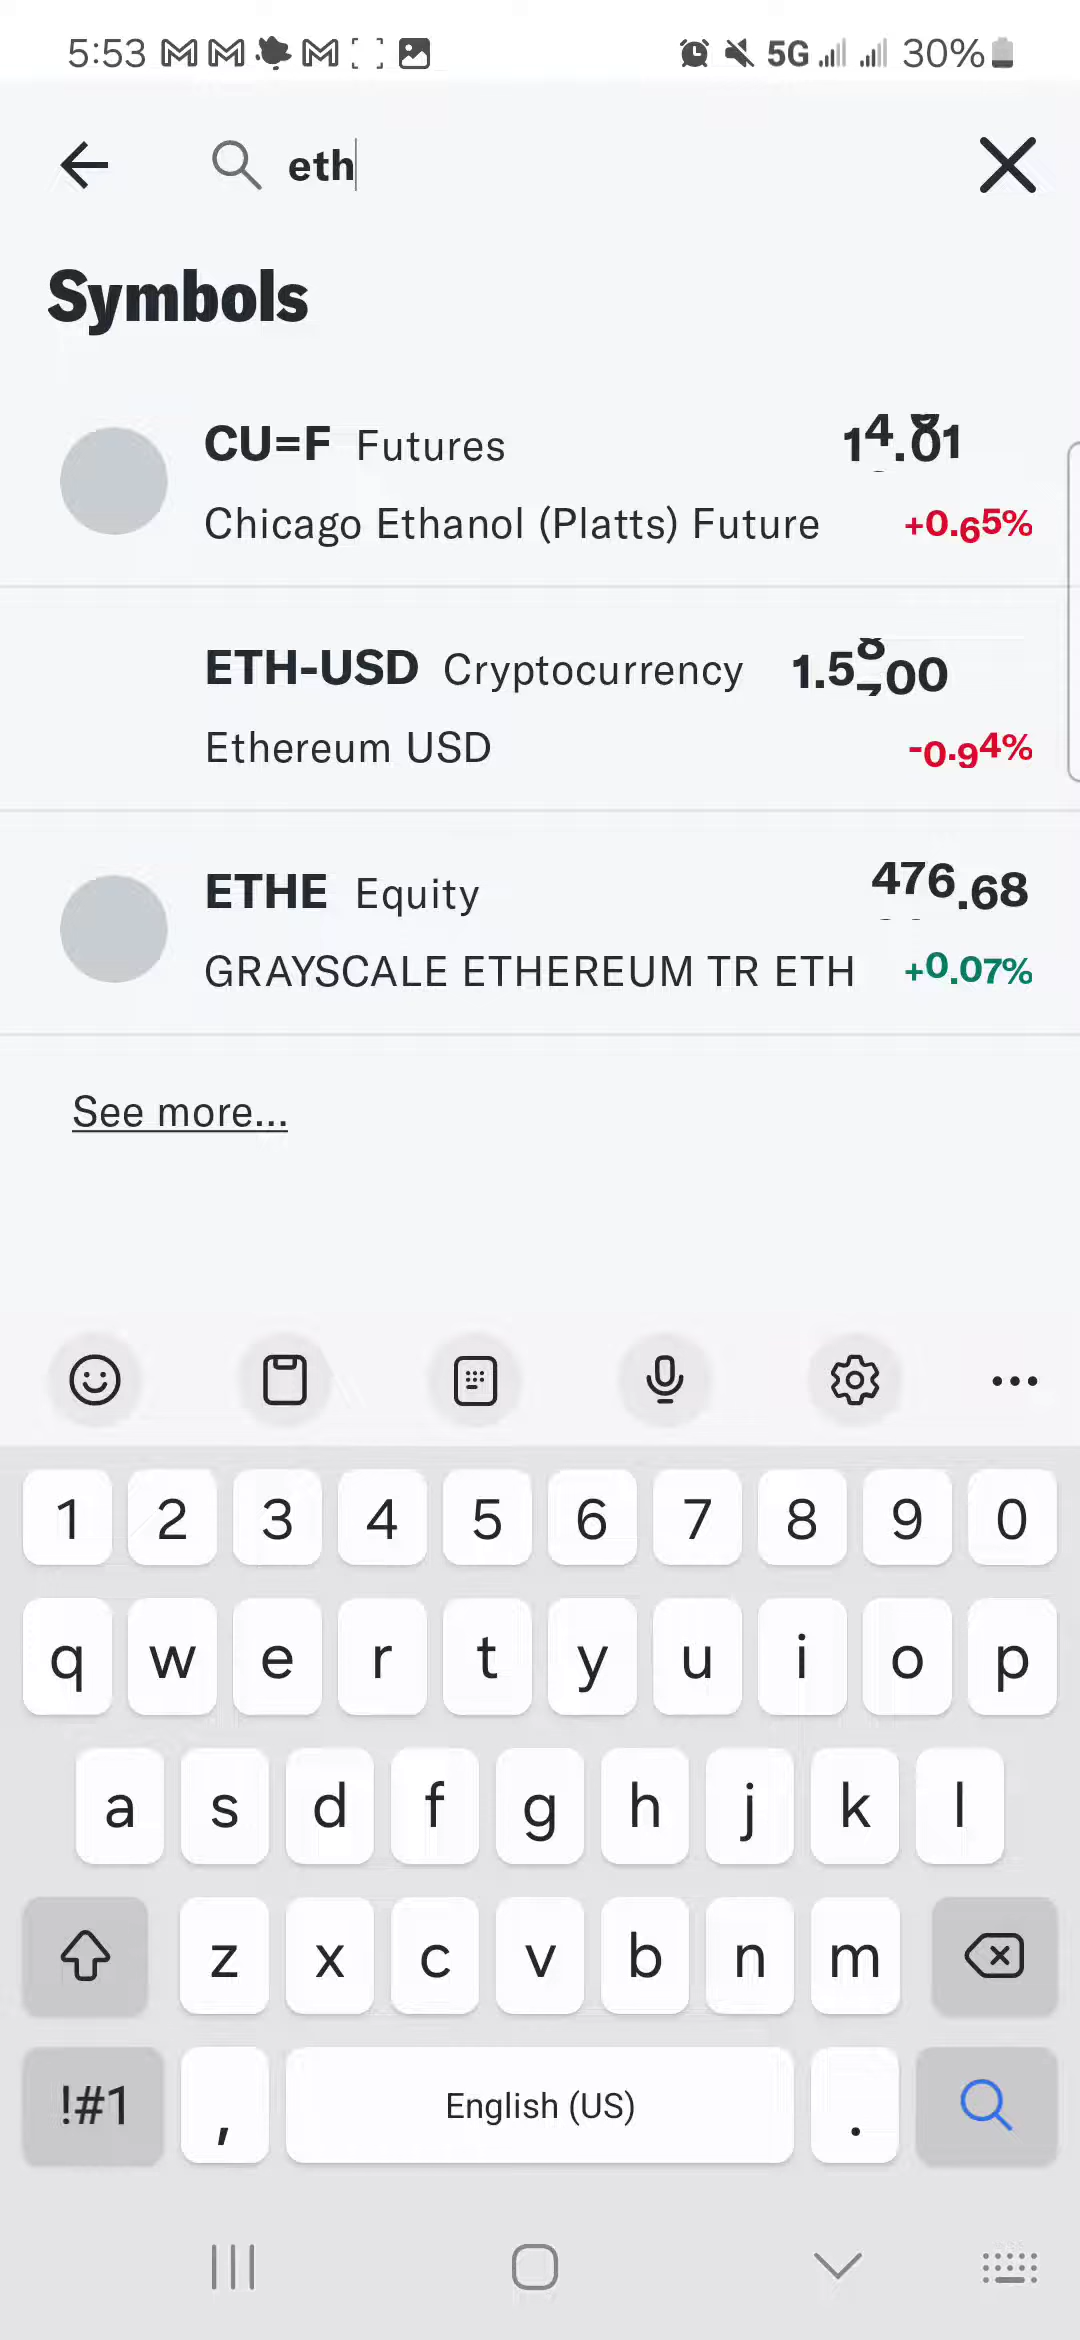 5:53 5G 30%
eth
Symbols
CU=F Futures
Chicago Ethanol (Platts) Future +0.65%
ETH-USD Cryptocurrency
Ethereum USD -0.94%
ETHE Equity 476.68
GRAYSCALE ETHEREUM TR ETH +0.07%
See more...
1 2 3 4 5 6 7 8 9 0
q w e r t y u i o p
a s d f g h j k l
z x c v b n m
!#1 , English (US) .